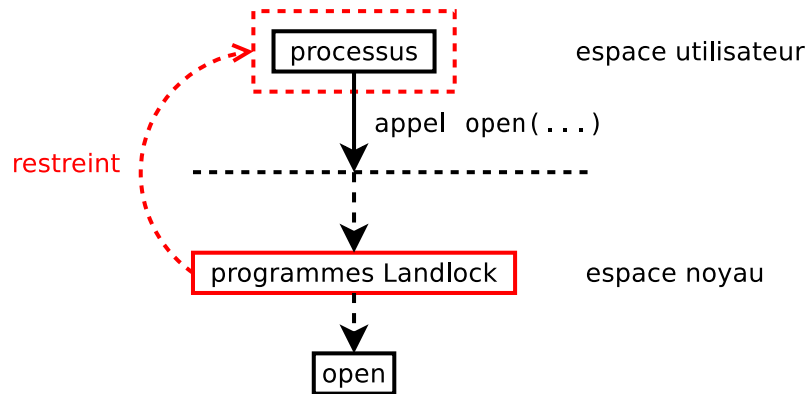 processus
espace utilisateur
appel open(...)
restreint
programmes Landlock
espace noyau
open